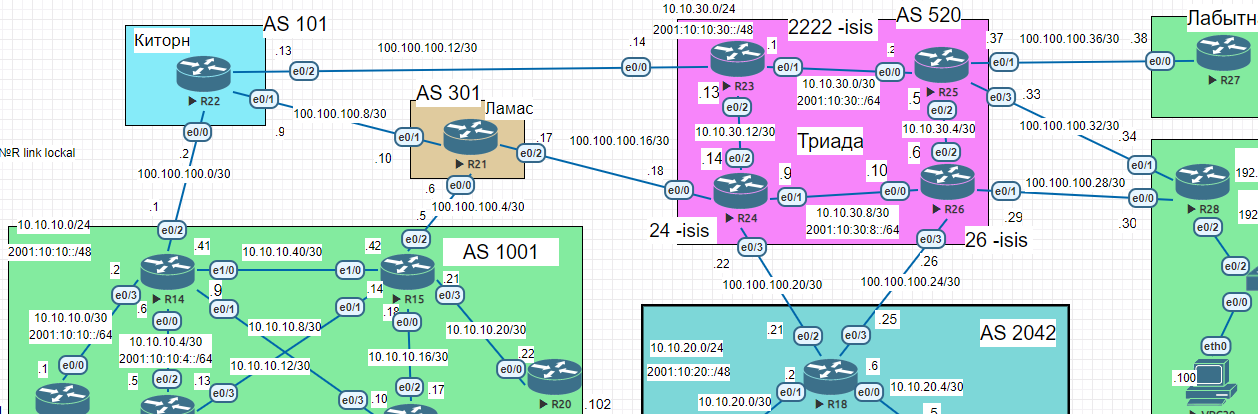 10.10.30.0/24
2001:10:10:30::/48
2222 -isis
AS 520
Лабытн
AS 101
Киторн
.13
100.100.100.12/30
.14
.1
.2
.37
100.100.100.36/30
.38
e0/2
e0/0
e0/1
e0/0
e0/1
e0/0
R22
R23
R25
R27
e0/1
.9
100.100.100.8/30
AS 301
Ламас
10.10.30.0/30
2001:10:30::/64
.13
e0/2
.5
e0/2
e0/3
.33
e0/0
.2
.10
e0/1
R21
e0/2
.17
100.100.100.16/30
10.10.30.12/30
10.10.30.4/30
Триада
100.100.100.32/30
.34
№R link lockal
100.100.100.0/30
.6
e0/0
.18
.14
e0/2
.9
.10
.6
e0/2
e0/1
192.
e0/0
R24
e0/1
e0/0
R26
e0/1
100.100.100.28/30
e0/0
R28
.1
100.100.100.4/30
.5
10.10.30.8/30
2001:10:30:8::/64
.29
.30
192
10.10.10.0/24
2001:10:10::/48
e0/2
.41
10.10.10.40/30
.42
e0/2
AS 1001
24 -isis
e0/3
e0/3
26 -isis
e0/2
.2
R14
e1/0
e1/0
R15
.21
.22
.26
e0/2
e0/3
.6
.9
e0/1
.14
e0/1
.18
e0/3
100.100.100.20/30
100.100.100.24/30
e0/0
10.10.10.0/30
2001:10:10::/64
e0/0
10.10.10.8/30
e0/0
10.10.10.20/30
.21
.25
AS 2042
e0/2
e0/3
eth0
10.10.10.4/30
2001:10:10:4::/64
10.10.10.12/30
10.10.10.16/30
.22
10.10.20.0/24
2001:10:20::/48
.1
e0/0
.5
e0/2
.13
e0/3
e0/2
.17
e0/0
.2
.6
.100
e0/3
.10
R20
.102
10.10.20.0/30
e0/1
R18
e0/0
10.10.20.4/30
.5